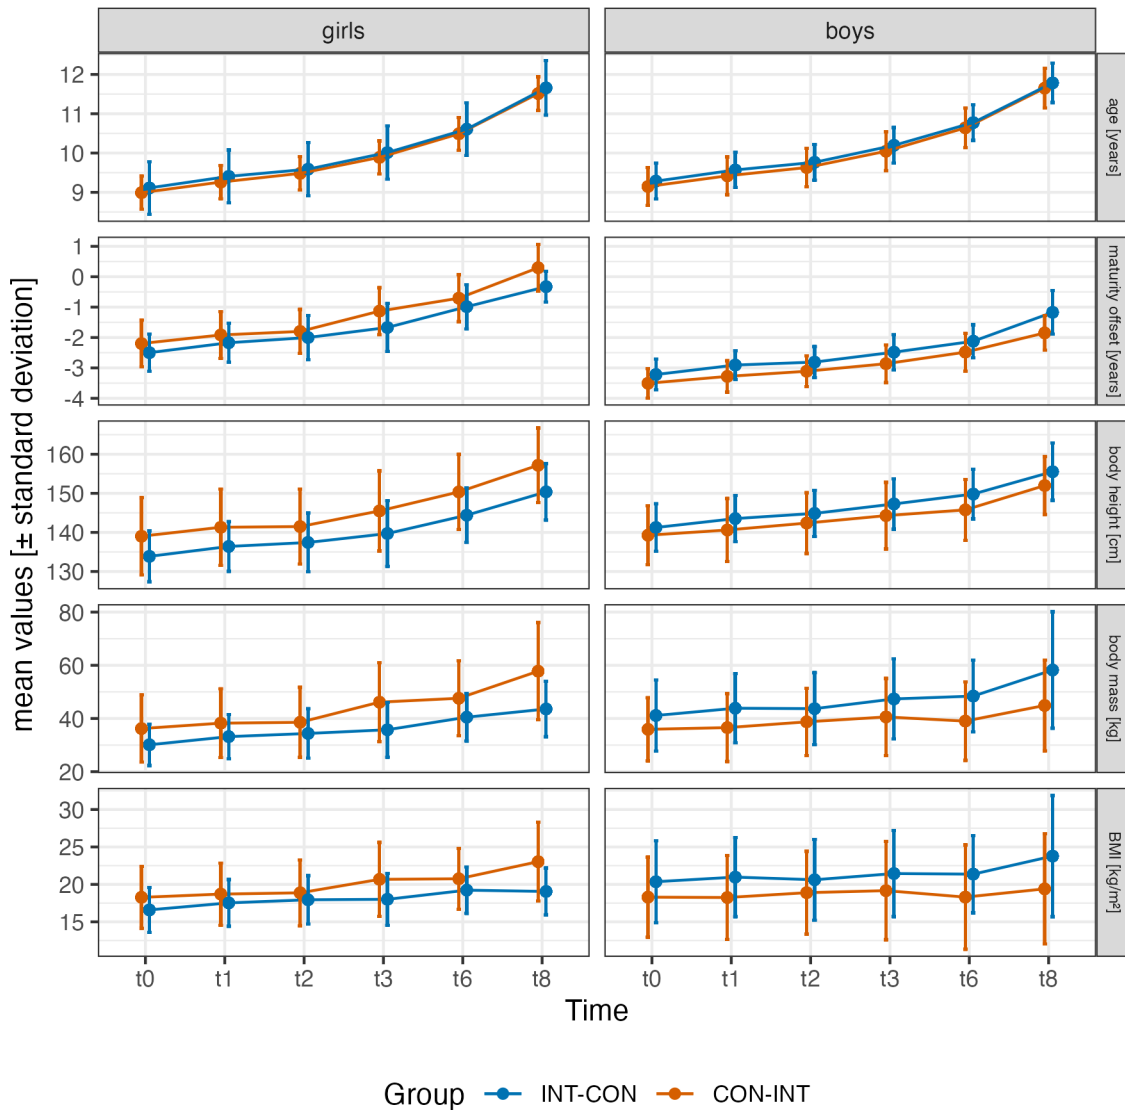 girls
boys
mean values [± standard deviation]
12
11
10
9
age [years]
1
0
-1
-2
-3
-4
maturity offset [years]
160
150
140
130
body height [cm]
80
60
40
20
body mass [kg]
30
25
20
15
BMI [kg/m²]
t0 t1 t2 t3 t6 t8 t0 t1 t2 t3 t6 t8
Time
Group INT-CON CON-INT